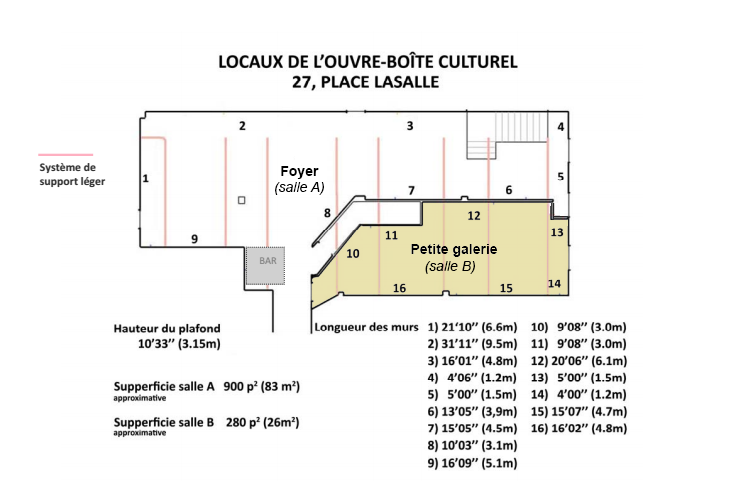 LOCAUX DE L'OUVRE-BOÎTE CULTUREL
27, PLACE LASALLE
2
3
4
Système de
support léger
1
Foyer
(salle A)
5
7
6
8
12
9
11
13
10
Petite galerie
(salle B)
BAR
16
15
14
Hauteur du plafond
10'33'' (3.15m)
Supperficie salle A 900 p² (83 m²)
approximative
Supperficie salle B 280 p² (26m²)
approximative
Longueur des murs
1) 21'10'' (6.6m)
2) 31'11'' (9.5m)
3) 16'01'' (4.8m)
4) 4'06'' (1.2m)
5) 5'00'' (1.5m)
6) 13'05'' (3,9m)
7) 15'05'' (4.5m)
8) 10'03'' (3.1m)
9) 16'09'' (5.1m)
10) 9'08'' (3.0m)
11) 9'08'' (3.0m)
12) 20'06'' (6.1m)
13) 5'00'' (1.5m)
14) 4'00'' (1.2m)
15) 15'07'' (4.7m)
16) 16'02'' (4.8m)